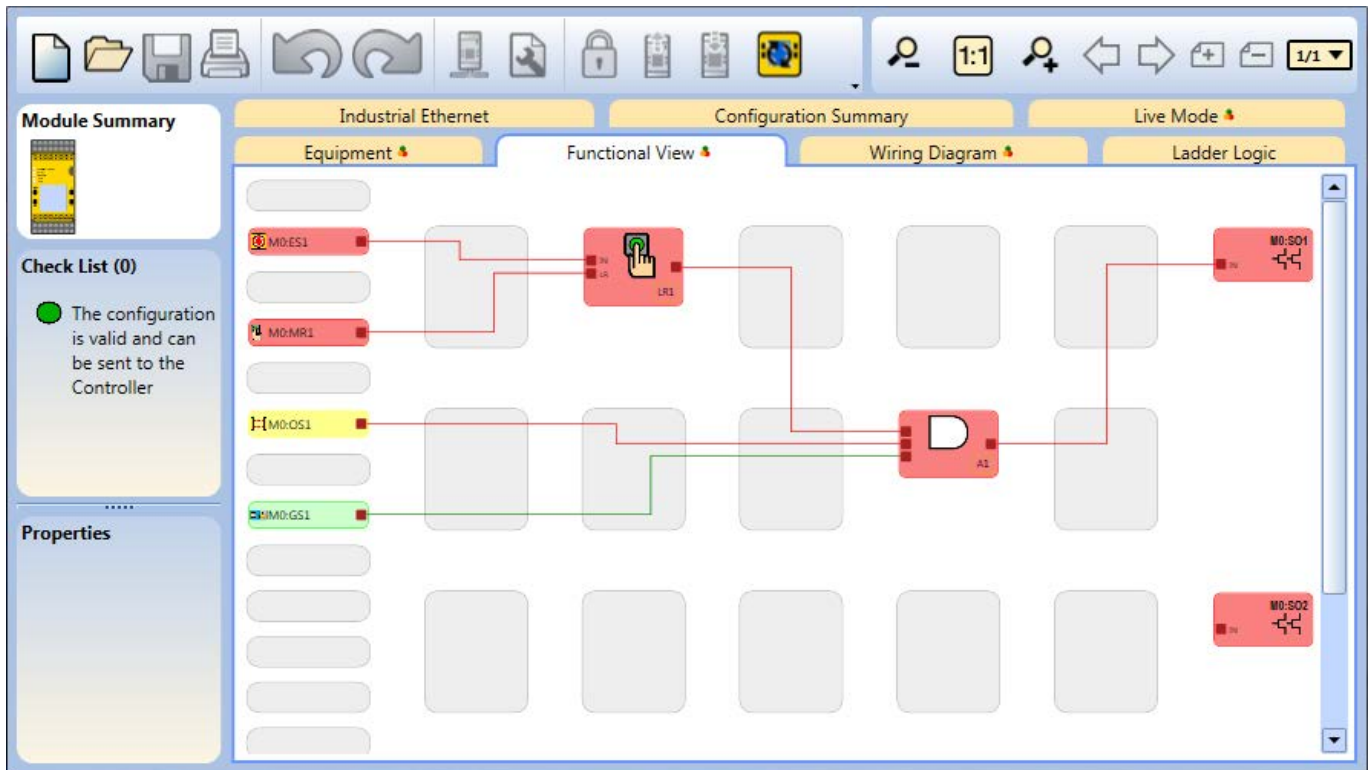 1:1
1/1
Module Summary
Industrial Ethernet
Configuration Summary
Live Mode
Equipment
Functional View
Wiring Diagram
Ladder Logic
Check List (0)
The configuration
is valid and can
be sent to the
Controller
Properties
M0:ES1
IN
LR
LR1
M0:SO1
IN
M0:MR1
M0:OS1
A1
M0:GS1
M0:SO2
IN